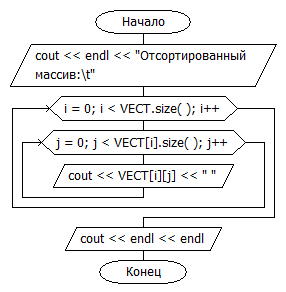 Начало
cout << endl << "Отсортированный
массив:\t"
i = 0; i < VECT.size( ); i++
j = 0; j < VECT[i].size( ); j++
cout << VECT[i][j] << " "
cout << endl << endl
Конец